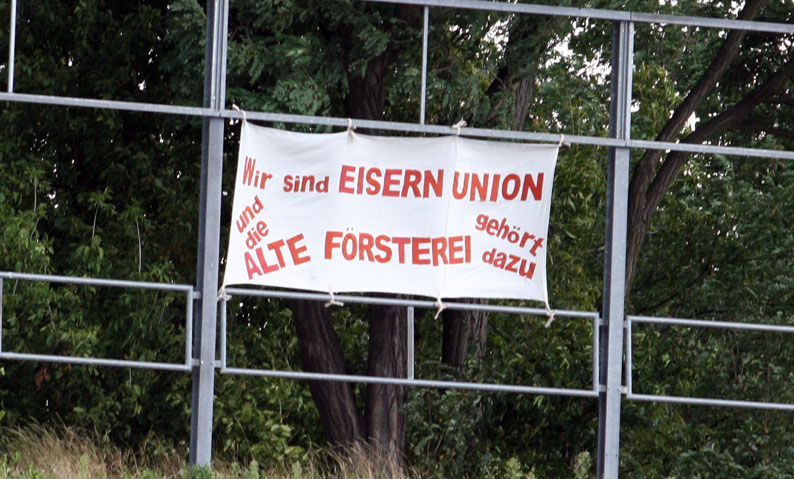 Wir sind EISERN UNION
und
die
ALTE FÖRSTEREI
gehört
dazu